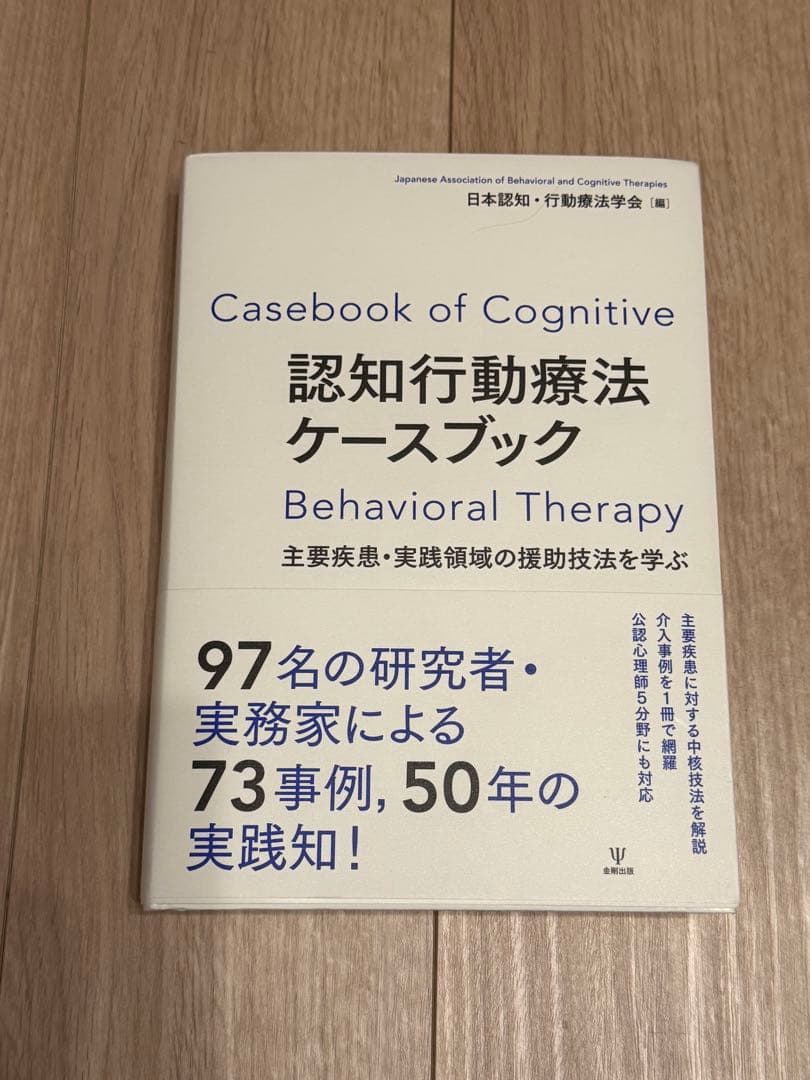 Japanese Association of Behavioral and Cognitive Therapies
日本認知・行動療法学会［編］
Casebook of Cognitive
認知行動療法
ケースブック
Behavioral Therapy
主要疾患・実践領域の援助技法を学ぶ
97名の研究者・
実務家による
73事例，50年の
実践知！
主要疾患に対する中核技法を解説
介入事例を1冊で網羅
公認心理師5分野にも対応
Ψ
金剛出版